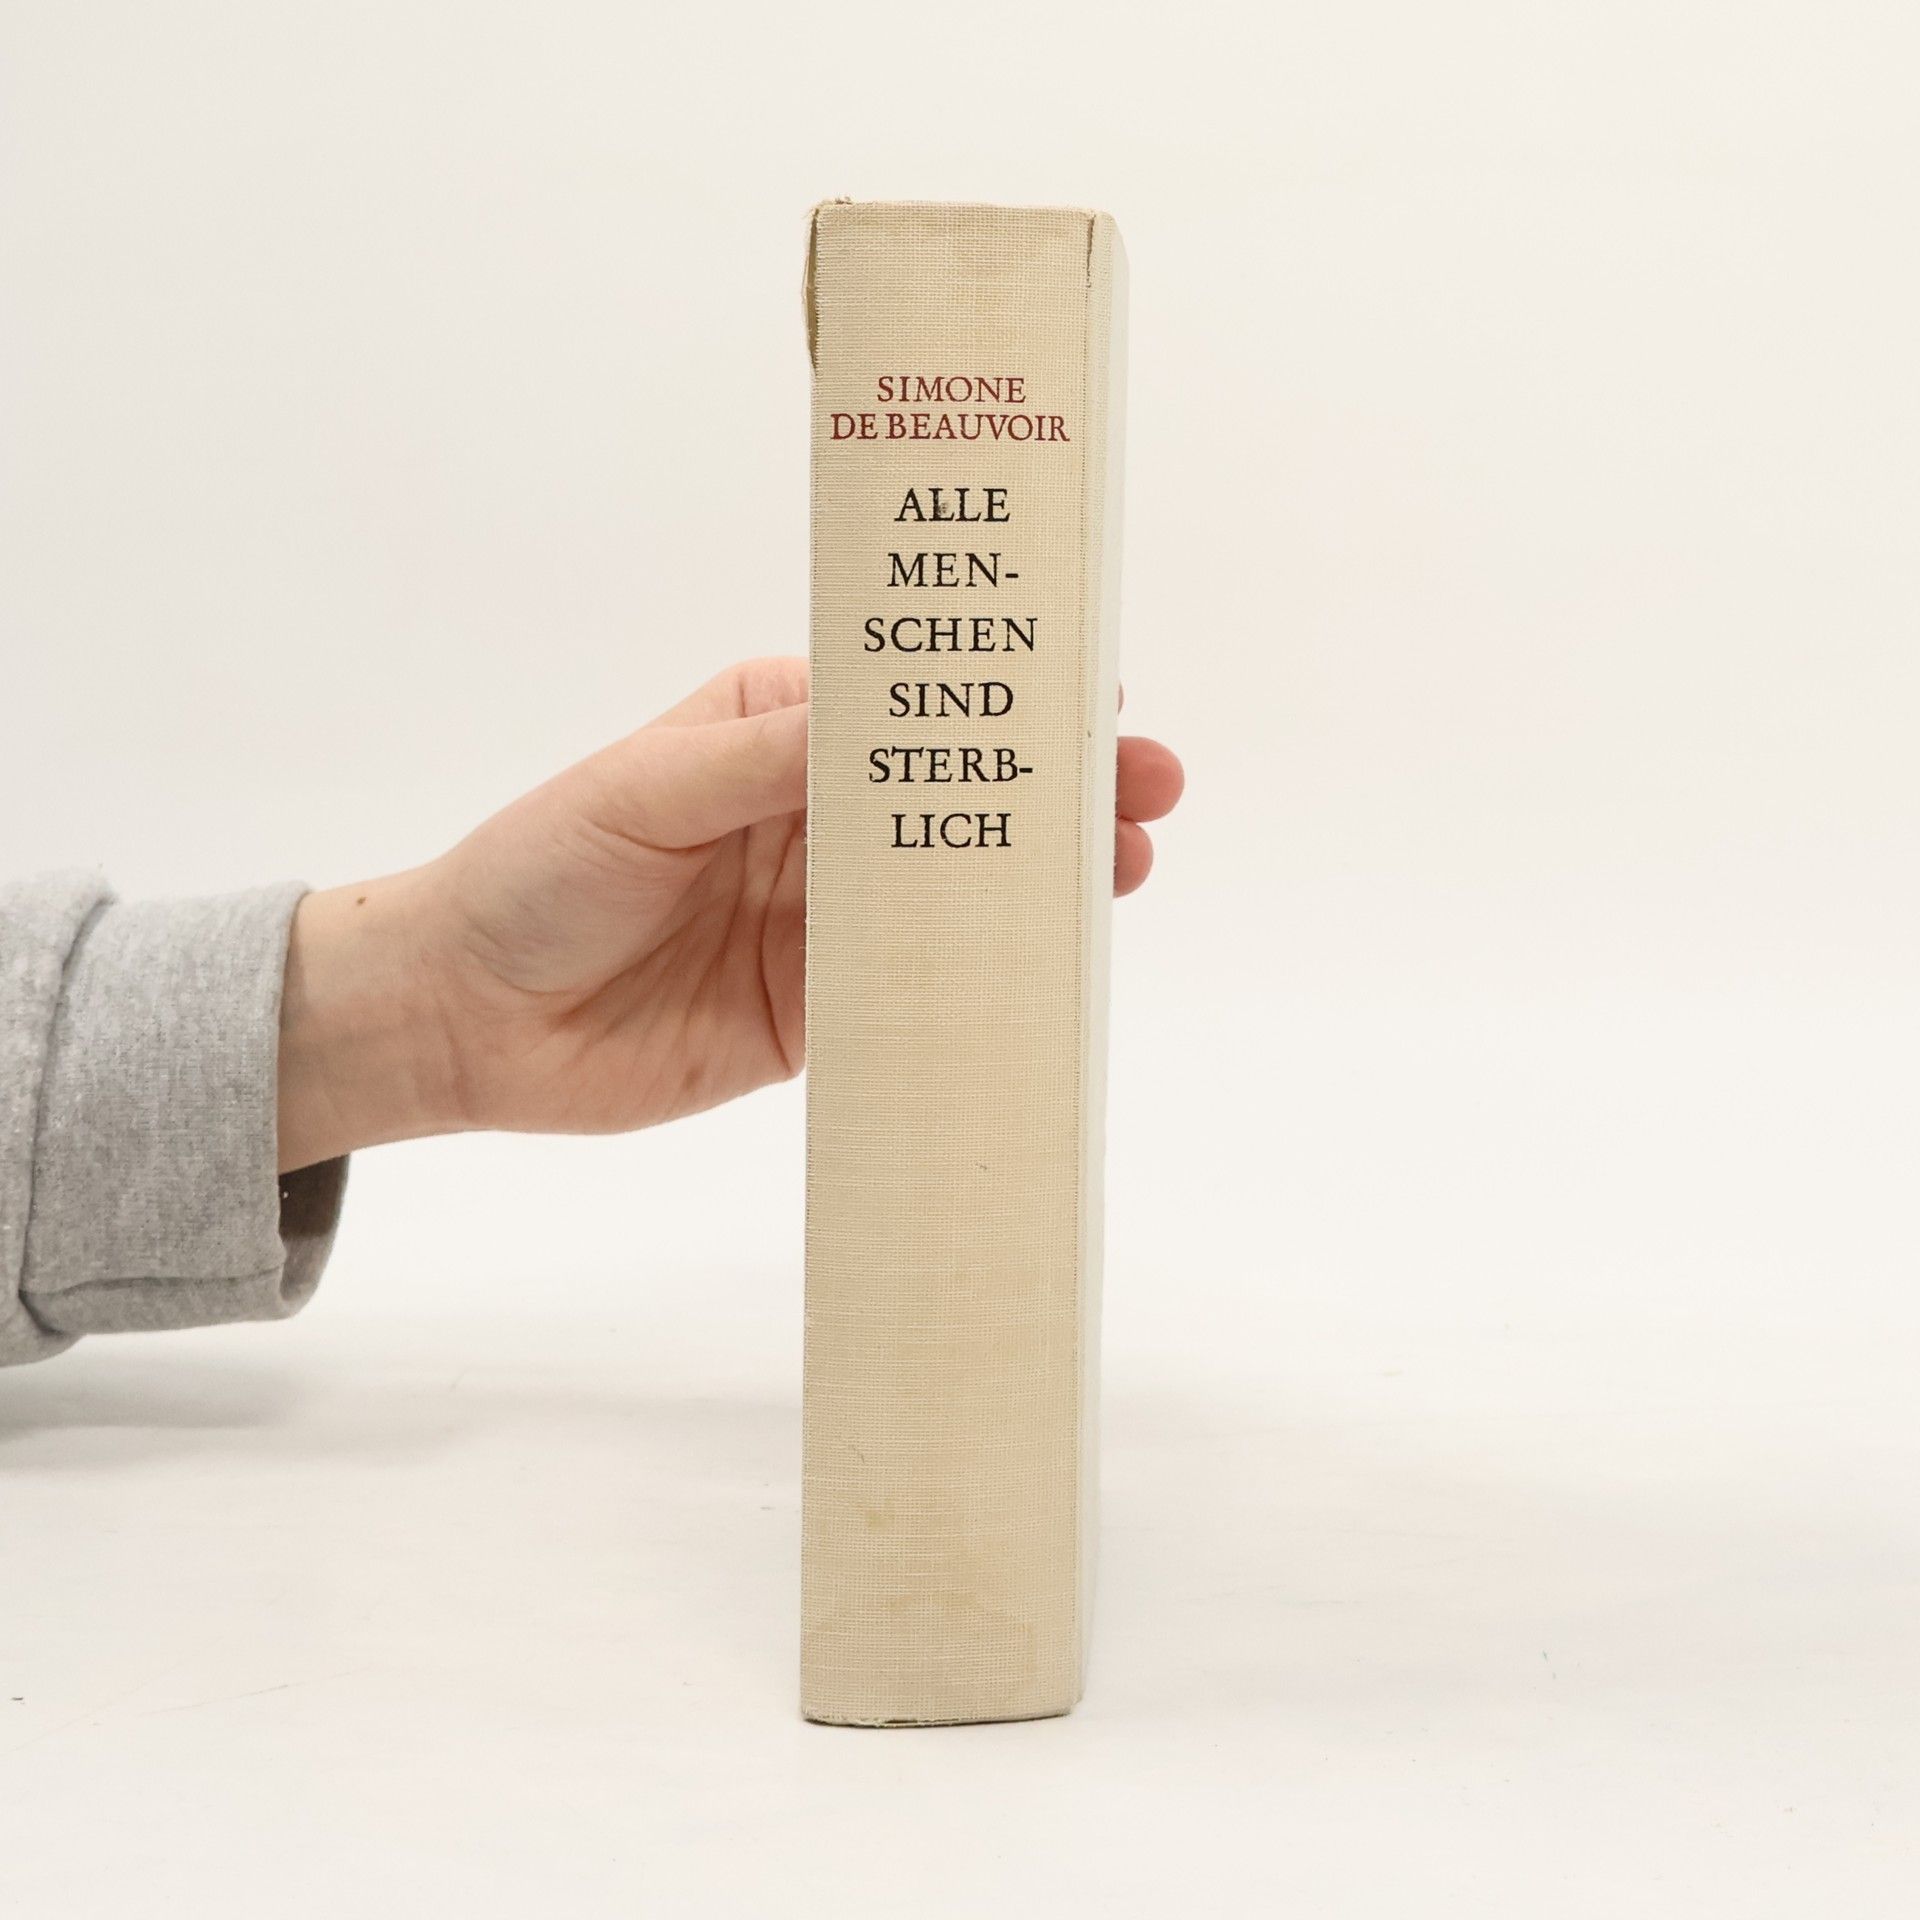 SIMONE
DE BEAUVOIR
ALLE
MEN-
SCHEN
SIND
STERB-
LICH